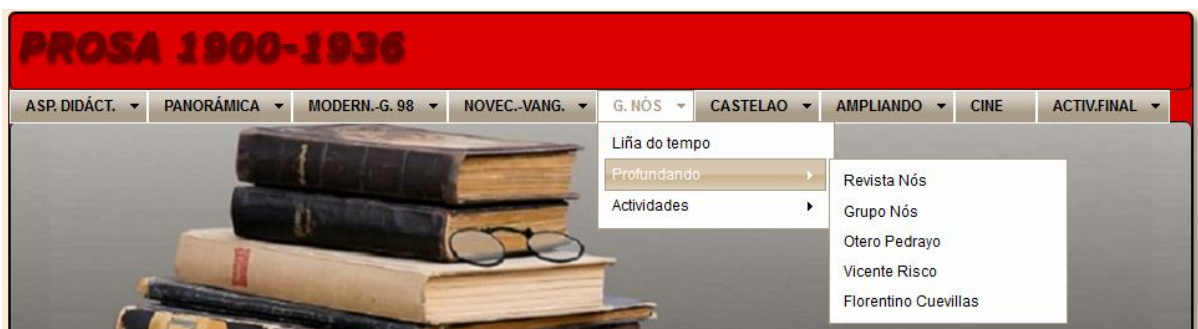 PROSA 1900-1936
ASP. DIDÁCT. PANORÁMICA MODERN.-G. 98 NOVEC.-VANG. G. NÓS CASTELAO AMPLIANDO CINE ACTIV.FINAL
Liña do tempo
Profundando
Actividades
Revista Nós
Grupo Nós
Otero Pedrayo
Vicente Risco
Florentino Cuevillas